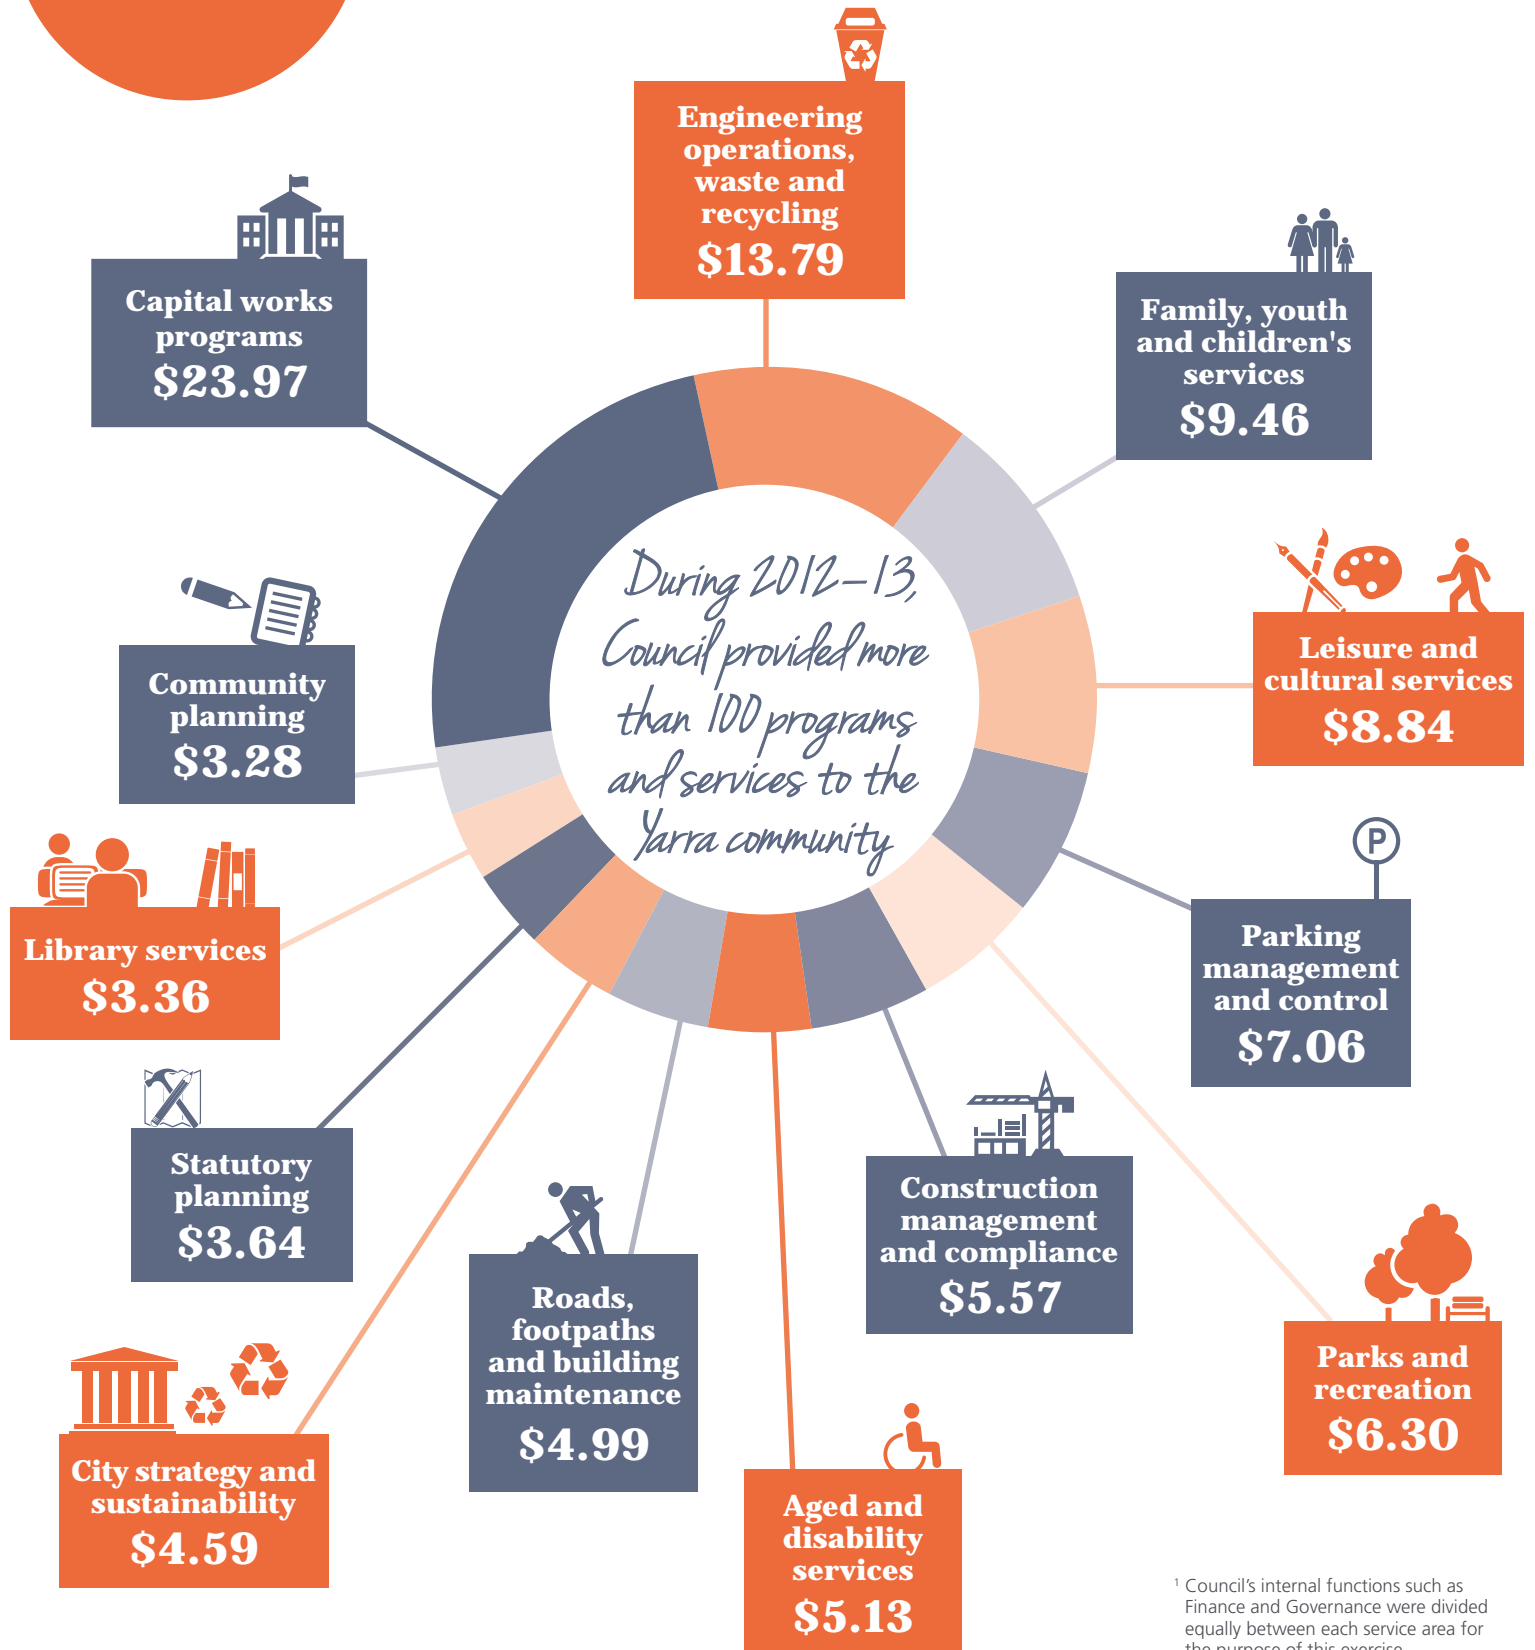 Engineering
operations,
waste and
recycling
$13.79
Capital works
programs
$23.97
Family, youth
and children's
services
$9.46
During 2012–13,
Council provided more
than 100 programs
and services to the
Yarra community
Leisure and
cultural services
$8.84
Community
planning
$3.28
P
Parking
management
and control
$7.06
Library services
$3.36
Statutory
planning
$3.64
Construction
management
and compliance
$5.57
Roads,
footpaths
and building
maintenance
$4.99
Parks and
recreation
$6.30
City strategy and
sustainability
$4.59
Aged and
disability
services
$5.13
¹ Council’s internal functions such as
Finance and Governance were divided
equally between each service area for
the purpose of this exercise